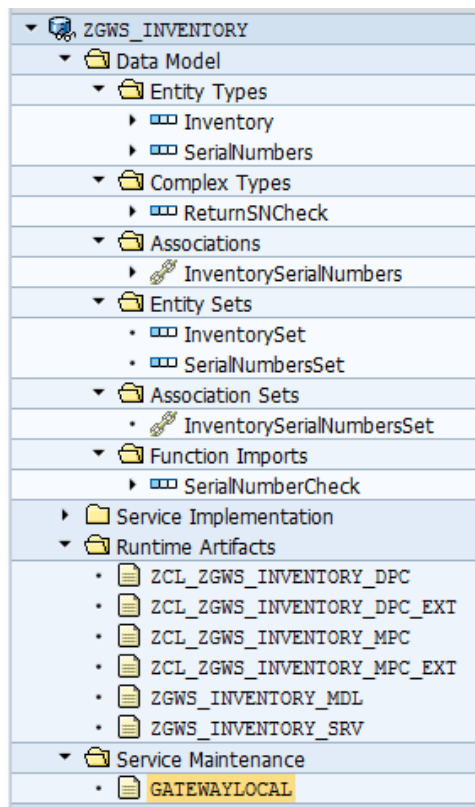 ZGWS_INVENTORY
Data Model
Entity Types
Inventory
SerialNumbers
Complex Types
ReturnSNCheck
Associations
InventorySerialNumbers
Entity Sets
InventorySet
SerialNumbersSet
Association Sets
InventorySerialNumbersSet
Function Imports
SerialNumberCheck
Service Implementation
Runtime Artifacts
ZCL_ZGWS_INVENTORY_DPC
ZCL_ZGWS_INVENTORY_DPC_EXT
ZCL_ZGWS_INVENTORY_MPC
ZCL_ZGWS_INVENTORY_MPC_EXT
ZGWS_INVENTORY_MDL
ZGWS_INVENTORY_SRV
Service Maintenance
GATEWAYLOCAL